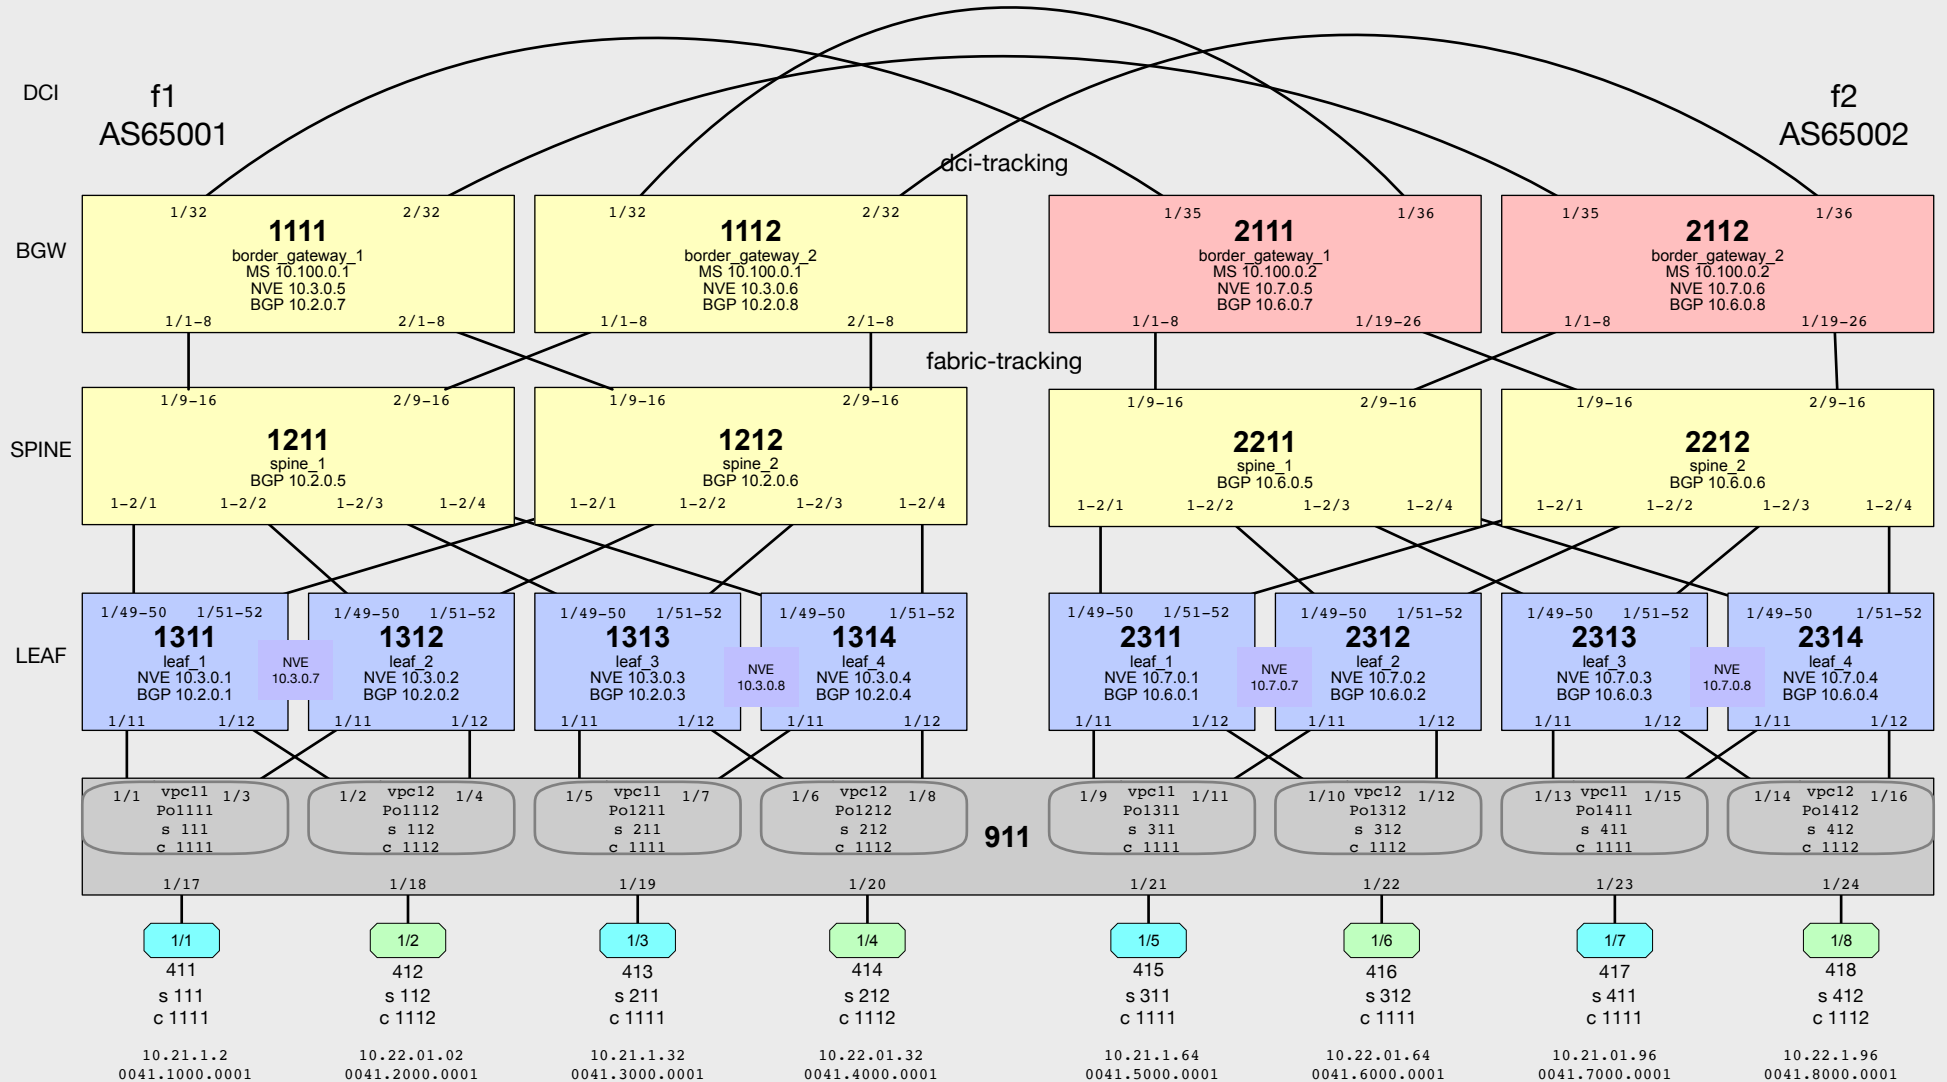 DCI
f1
AS65001
f2
AS65002
dci-tracking
BGW
1/32 2/32
1111
border_gateway_1
MS 10.100.0.1
NVE 10.3.0.5
BGP 10.2.0.7
1/1-8 2/1-8
1/32 2/32
1112
border_gateway_2
MS 10.100.0.1
NVE 10.3.0.6
BGP 10.2.0.8
1/1-8 2/1-8
1/35 1/36
2111
border_gateway_1
MS 10.100.0.2
NVE 10.7.0.5
BGP 10.6.0.7
1/1-8 1/19-26
1/35 1/36
2112
border_gateway_2
MS 10.100.0.2
NVE 10.7.0.6
BGP 10.6.0.8
1/1-8 1/19-26
fabric-tracking
SPINE
1/9-16 2/9-16
1211
spine_1
BGP 10.2.0.5
1-2/1 1-2/2 1-2/3 1-2/4
1/9-16 2/9-16
1212
spine_2
BGP 10.2.0.6
1-2/1 1-2/2 1-2/3 1-2/4
1/9-16 2/9-16
2211
spine_1
BGP 10.6.0.5
1-2/1 1-2/2 1-2/3 1-2/4
1/9-16 2/9-16
2212
spine_2
BGP 10.6.0.6
1-2/1 1-2/2 1-2/3 1-2/4
LEAF
1/49-50 1/51-52
1311
leaf_1
NVE 10.3.0.1
BGP 10.2.0.1
1/11 1/12
NVE
10.3.0.7
1/49-50 1/51-52
1312
leaf_2
NVE 10.3.0.2
BGP 10.2.0.2
1/11 1/12
1/49-50 1/51-52
1313
leaf_3
NVE 10.3.0.3
BGP 10.2.0.3
1/11 1/12
NVE
10.3.0.8
1/49-50 1/51-52
1314
leaf_4
NVE 10.3.0.4
BGP 10.2.0.4
1/11 1/12
1/49-50 1/51-52
2311
leaf_1
NVE 10.7.0.1
BGP 10.6.0.1
1/11 1/12
NVE
10.7.0.7
1/49-50 1/51-52
2312
leaf_2
NVE 10.7.0.2
BGP 10.6.0.2
1/11 1/12
1/49-50 1/51-52
2313
leaf_3
NVE 10.7.0.3
BGP 10.6.0.3
1/11 1/12
NVE
10.7.0.8
1/49-50 1/51-52
2314
leaf_4
NVE 10.7.0.4
BGP 10.6.0.4
1/11 1/12
1/1 vpc11 1/3
Po1111
s 111
c 1111
1/2 vpc12 1/4
Po1112
s 112
c 1112
1/5 vpc11 1/7
Po1211
s 211
c 1111
1/6 vpc12 1/8
Po1212
s 212
c 1112
911
1/9 vpc11 1/11
Po1311
s 311
c 1111
1/10 vpc12 1/12
Po1312
s 312
c 1112
1/13 vpc11 1/15
Po1411
s 411
c 1111
1/14 vpc12 1/16
Po1412
s 412
c 1112
1/17 1/18 1/19 1/20 1/21 1/22 1/23 1/24
1/1 1/2 1/3 1/4 1/5 1/6 1/7 1/8
411 412 413 414 415 416 417 418
s 111 s 112 s 211 s 212 s 311 s 312 s 411 s 412
c 1111 c 1112 c 1111 c 1112 c 1111 c 1111 c 1111 c 1112
10.21.1.2 10.22.01.02 10.21.1.32 10.22.01.32 10.21.1.64 10.22.01.64 10.21.01.96 10.22.1.96
0041.1000.0001 0041.2000.0001 0041.3000.0001 0041.4000.0001 0041.5000.0001 0041.6000.0001 0041.7000.0001 0041.8000.0001